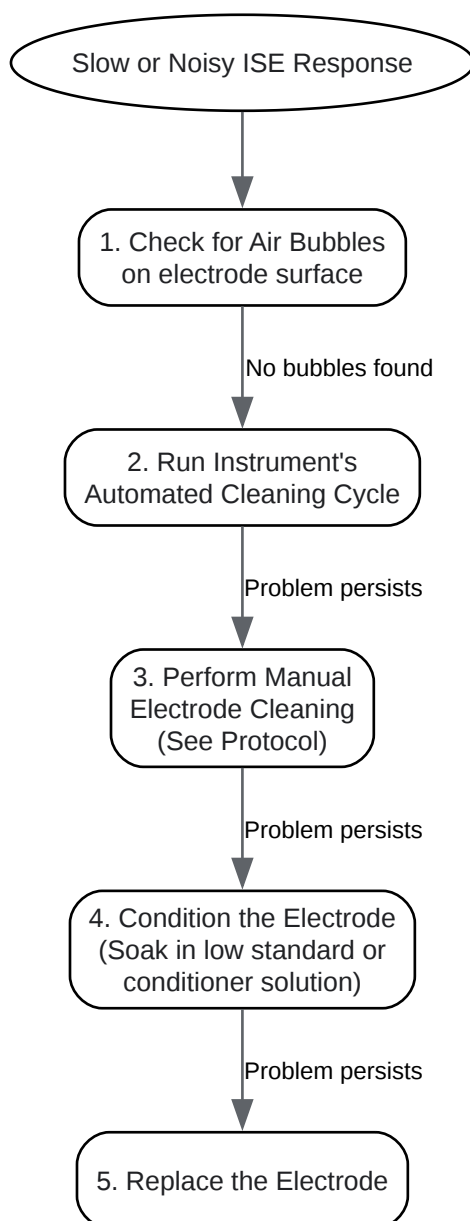 Slow or Noisy ISE Response
1. Check for Air Bubbles
on electrode surface
No bubbles found
2. Run Instrument's
Automated Cleaning Cycle
Problem persists
3. Perform Manual
Electrode Cleaning
(See Protocol)
Problem persists
4. Condition the Electrode
(Soak in low standard or
conditioner solution)
Problem persists
5. Replace the Electrode